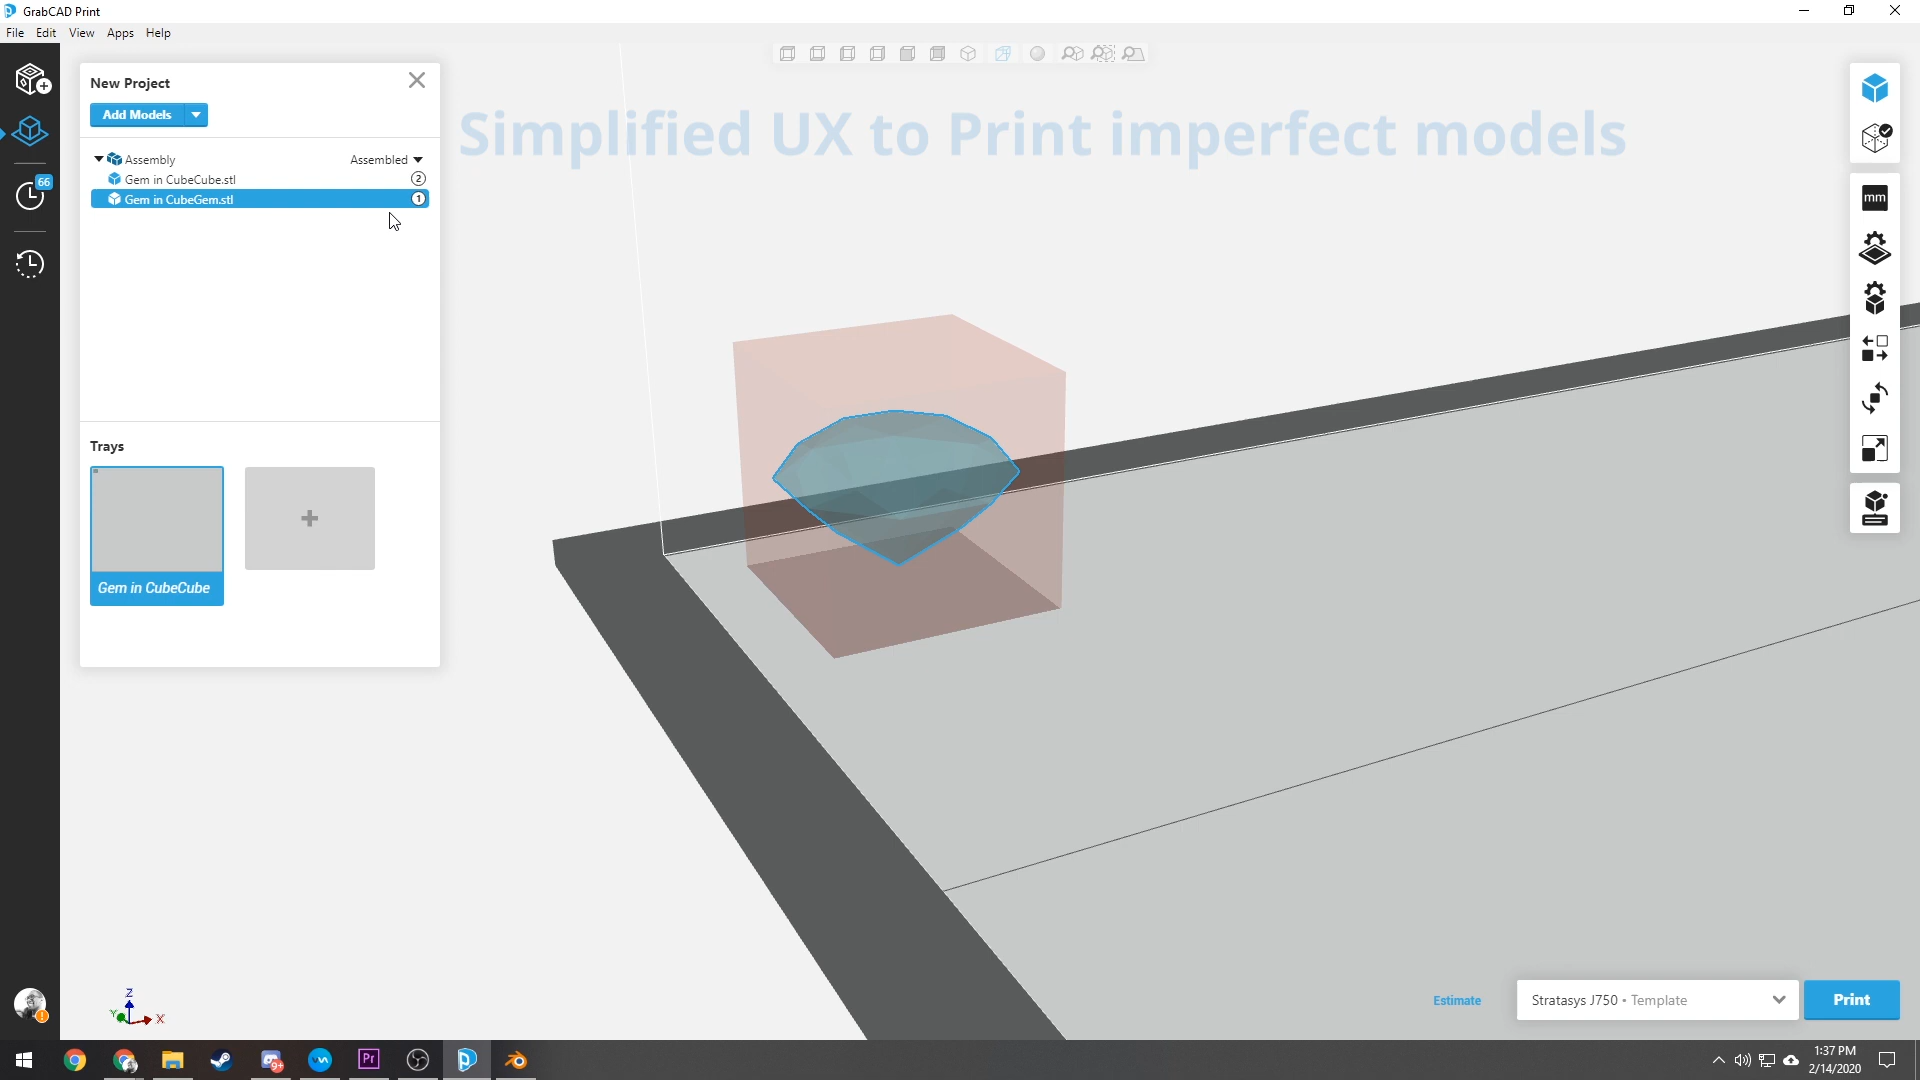 GrabCAD Print
File Edit View Apps Help
New Project
Add Models
Simplified UX to Print imperfect models
Assembly Assembled
Gem in CubeCube.stl 2
Gem in CubeGem.stl 1
66
mm
Trays
+
Gem in CubeCube
Z
Y X
Estimate
Stratasys J750 • Template
Print
9+
Pr
1:37 PM
2/14/2020